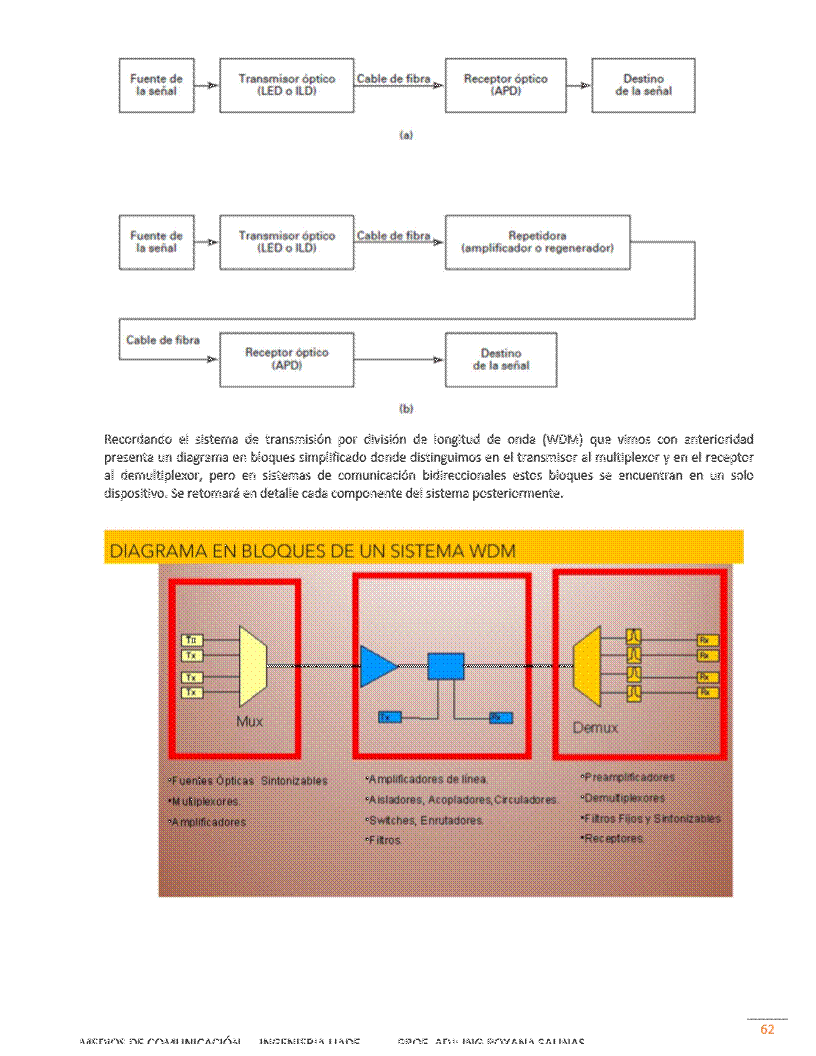 Fuente de
la señal
Transmisor óptico
(LED o ILD)
Cable de fibra
Receptor óptico
(APD)
Destino
de la señal
(a)
Fuente de
la señal
Transmisor óptico
(LED o ILD)
Cable de fibra
Repetidora
(amplificador o regenerador)
Cable de fibra
Receptor óptico
(APD)
Destino
de la señal
(b)
Recordando el sistema de transmisión por división de longitud de onda (WDM) que vimos con anterioridad
presenta un diagrama en bloques simplificado donde distinguimos en el transmisor al multiplexor y en el receptor
al demultiplexor, pero en sistemas de comunicación bidireccionales estos bloques se encuentran en un solo
dispositivo. Se retomará en detalle cada componente del sistema posteriormente.
DIAGRAMA EN BLOQUES DE UN SISTEMA WDM
Tx
Tx
Tx
Mux
Tx
Rx
Demux
Rx
Rx
Rx
Rx
•Fuentes Ópticas Sintonizables
•Multiplexores.
•Amplificadores
•Amplificadores de línea.
•Aisladores, Acopladores, Circuladores.
•Switches, Enrutadores.
•Filtros.
•Preamplificadores
•Demultiplexores
•Filtros Fijos y Sintonizables
•Receptores.
62
MEDIOS DE COMUNICACIÓN INGENIERIA UADE PROF. ADJ: ING ROXANA SALINAS